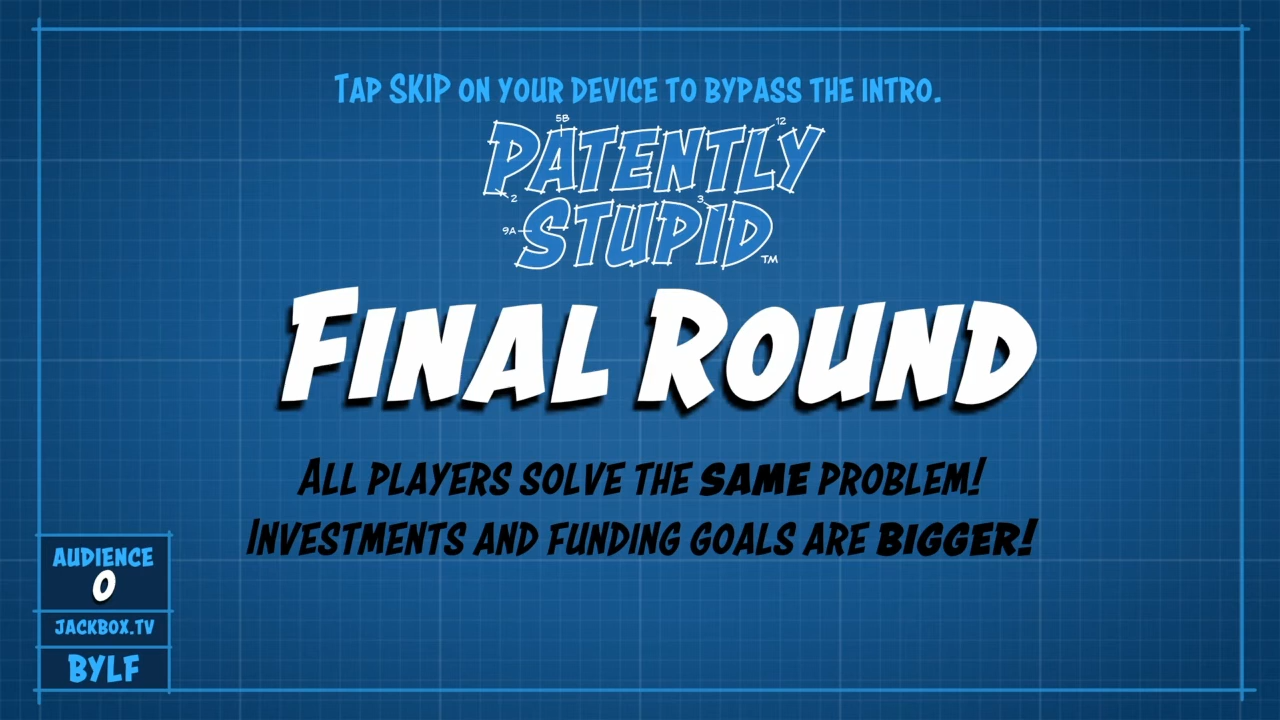 TAP SKIP ON YOUR DEVICE TO BYPASS THE INTRO.
5B
12
PATENTLY
2
3
9A
STUPID
TM
FINAL ROUND
ALL PLAYERS SOLVE THE SAME PROBLEM!
INVESTMENTS AND FUNDING GOALS ARE BIGGER!
AUDIENCE
0
JACKBOX.TV
BYLF